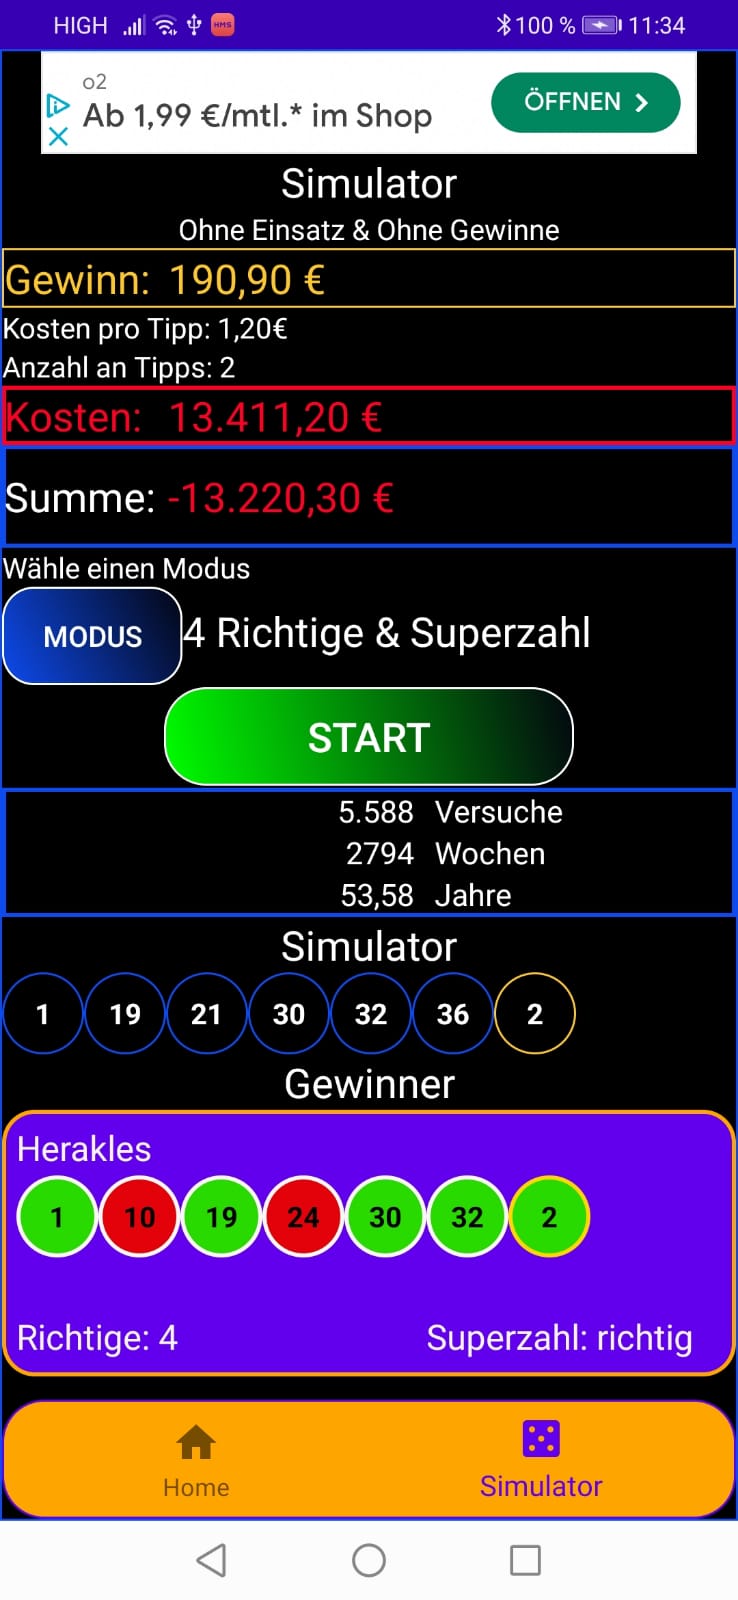 HIGH HMS 100 % 11:34
o2
Ab 1,99 €/mtl.* im Shop
ÖFFNEN
Simulator
Ohne Einsatz & Ohne Gewinne
Gewinn: 190,90 €
Kosten pro Tipp: 1,20€
Anzahl an Tipps: 2
Kosten: 13.411,20 €
Summe: -13.220,30 €
Wähle einen Modus
MODUS 4 Richtige & Superzahl
START
5.588 Versuche
2794 Wochen
53,58 Jahre
Simulator
1 19 21 30 32 36 2
Gewinner
Herakles
1 10 19 24 30 32 2
Richtige: 4 Superzahl: richtig
Home Simulator